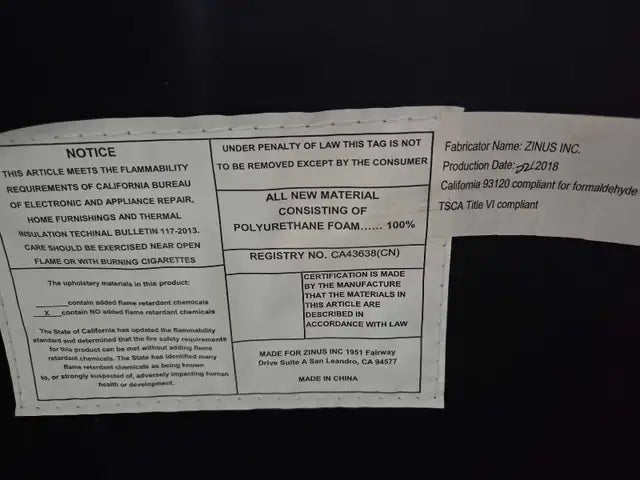 NOTICE
THIS ARTICLE MEETS THE FLAMMABILITY
REQUIREMENTS OF CALIFORNIA BUREAU
OF ELECTRONIC AND APPLIANCE REPAIR,
HOME FURNISHINGS AND THERMAL
INSULATION TECHINAL BULLETIN 117-2013.
CARE SHOULD BE EXERCISED NEAR OPEN
FLAME OR WITH BURNING CIGARETTES
The upholstary materials in this product:
_____contain added flame retardant chemicals
__X__contain NO added flame retardant chemicals
The State of California has updated the flammability
standard and determined that the fire safety requirements
for this product can be met without adding flame
retardant chemicals. The State has identified many
flame retardant chemicals as being known
to, or strongly suspected of, adversely impacting human
health or development.
UNDER PENALTY OF LAW THIS TAG IS NOT
TO BE REMOVED EXCEPT BY THE CONSUMER
ALL NEW MATERIAL
CONSISTING OF
POLYURETHANE FOAM...... 100%
REGISTRY NO. CA43638(CN)
CERTIFICATION IS MADE
BY THE MANUFACTURE
THAT THE MATERIALS IN
THIS ARTICLE ARE
DESCRIBED IN
ACCORDANCE WITH LAW
MADE FOR ZINUS INC 1951 Fairway
Drive Suite A San Leandro, CA 94577
MADE IN CHINA
Fabricator Name: ZINUS INC.
Production Date: /2018
California 93120 compliant for formaldehyde
TSCA Title VI compliant